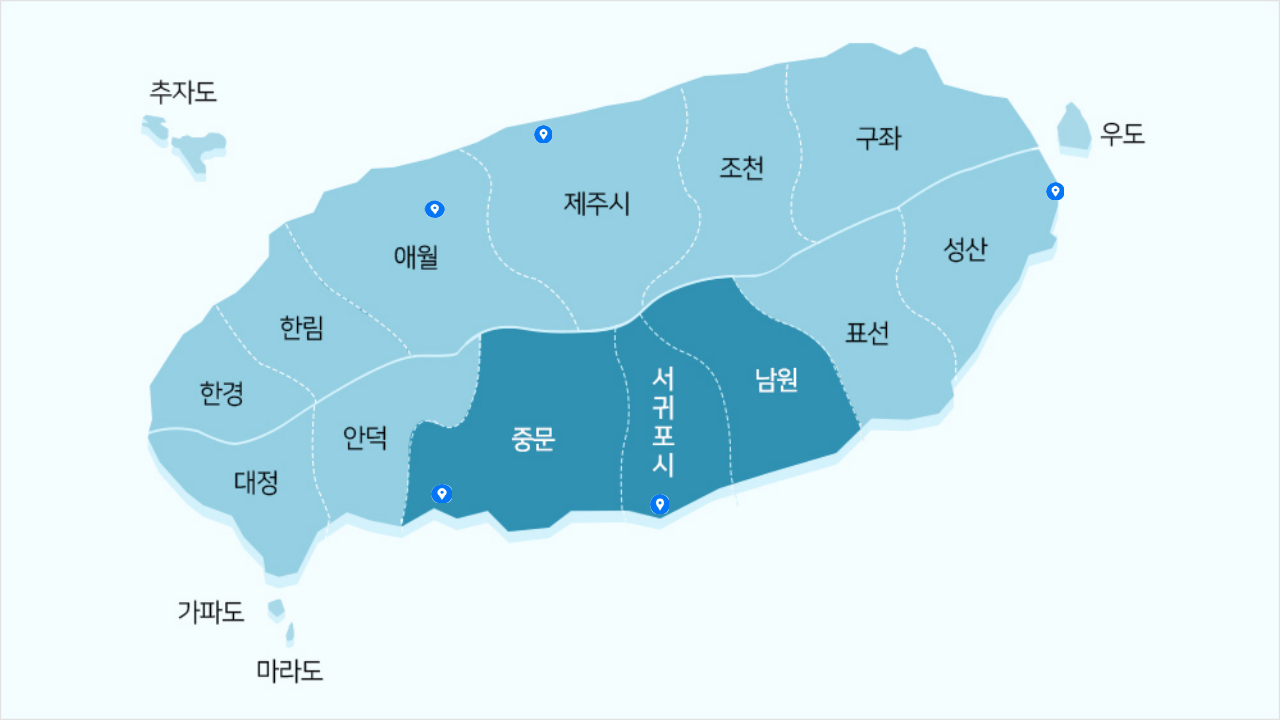 추자도
우도
구좌
조천
제주시
성산
애월
한림
표선
한경
서
귀
포
시
남원
중문
안덕
대정
가파도
마라도